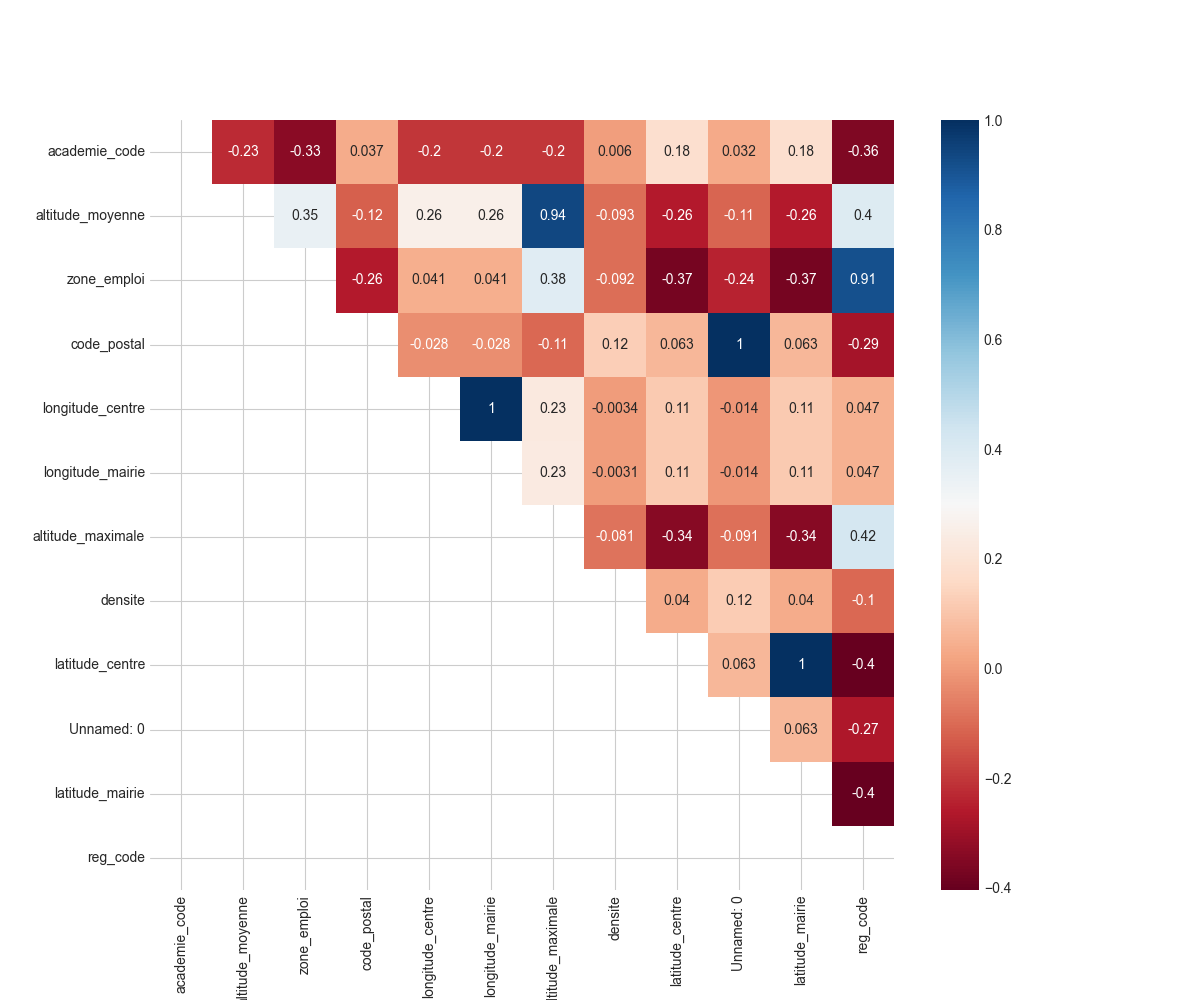 academie_code -0.23 -0.33 0.037 -0.2 -0.2 -0.2 0.006 0.18 0.032 0.18 -0.36
altitude_moyenne 0.35 -0.12 0.26 0.26 0.94 -0.093 -0.26 -0.11 -0.26 0.4
zone_emploi -0.26 0.041 0.041 0.38 -0.092 -0.37 -0.24 -0.37 0.91
code_postal -0.028 -0.028 -0.11 0.12 0.063 1 0.063 -0.29
longitude_centre 1 0.23 -0.0034 0.11 -0.014 0.11 0.047
longitude_mairie 0.23 -0.0031 0.11 -0.014 0.11 0.047
altitude_maximale -0.081 -0.34 -0.091 -0.34 0.42
densite 0.04 0.12 0.04 -0.1
latitude_centre 0.063 1 -0.4
Unnamed: 0 0.063 -0.27
latitude_mairie -0.4
reg_code
academie_code
ltitude_moyenne
zone_emploi
code_postal
longitude_centre
longitude_mairie
ltitude_maximale
densite
latitude_centre
Unnamed: 0
latitude_mairie
reg_code
1.0
0.8
0.6
0.4
0.2
0.0
−0.2
−0.4